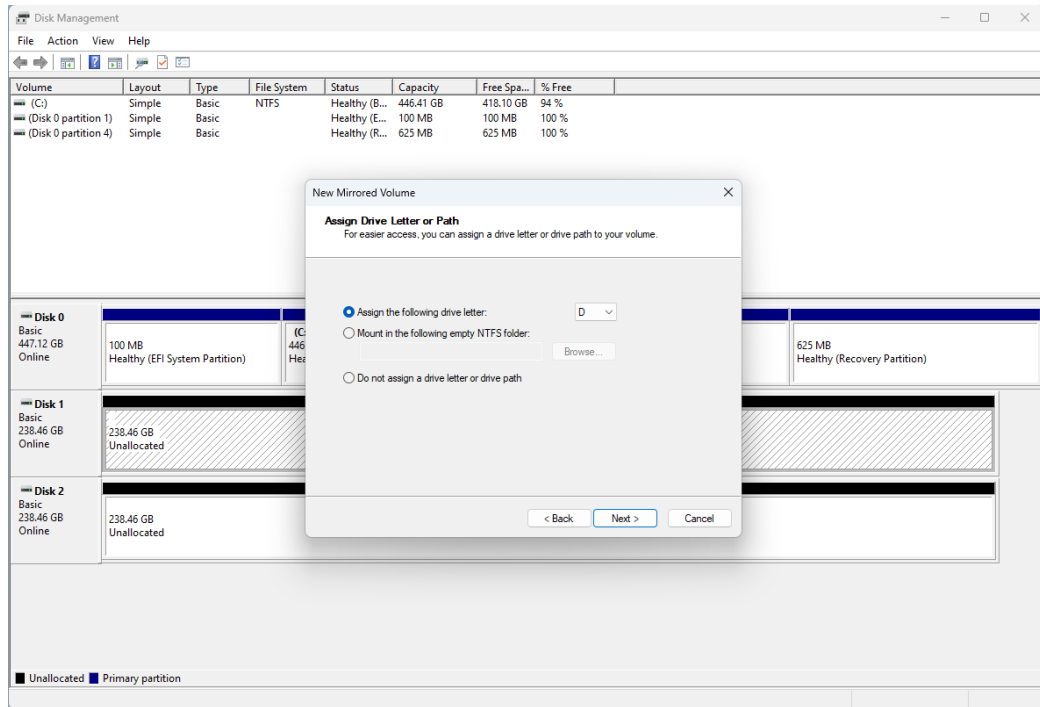 Disk Management
File Action View Help
Volume Layout Type File System Status Capacity Free Spa... % Free
(C:) Simple Basic NTFS Healthy (B... 446.41 GB 418.10 GB 94 %
(Disk 0 partition 1) Simple Basic Healthy (E... 100 MB 100 MB 100 %
(Disk 0 partition 4) Simple Basic Healthy (R... 625 MB 625 MB 100 %
New Mirrored Volume
Assign Drive Letter or Path
For easier access, you can assign a drive letter or drive path to your volume.
Assign the following drive letter: D
Mount in the following empty NTFS folder:
Browse...
Do not assign a drive letter or drive path
< Back Next > Cancel
Disk 0
Basic
447.12 GB
Online
100 MB
Healthy (EFI System Partition)
(C:
446
Hea
625 MB
Healthy (Recovery Partition)
Disk 1
Basic
238.46 GB
Online
238.46 GB
Unallocated
Disk 2
Basic
238.46 GB
Online
238.46 GB
Unallocated
Unallocated Primary partition